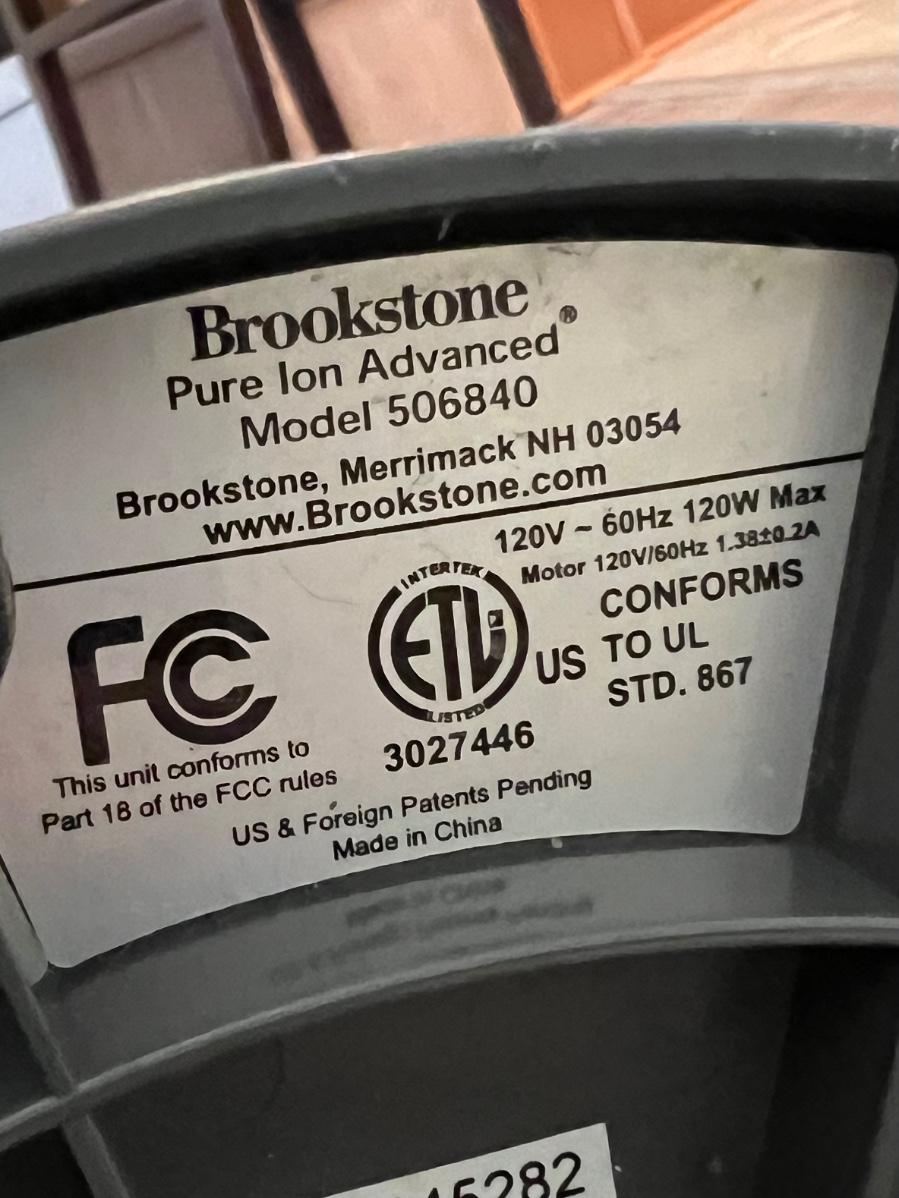 Brookstone
Pure Ion Advanced®
Model 506840
Brookstone, Merrimack NH 03054
www.Brookstone.com
120V ~ 60Hz 120W Max
Motor 120V/60Hz 1.38±0.2A
FC
This unit conforms to
Part 18 of the FCC rules
INTERTEK
ETL
LISTED
US
3027446
CONFORMS
TO UL
STD. 867
US & Foreign Patents Pending
Made in China